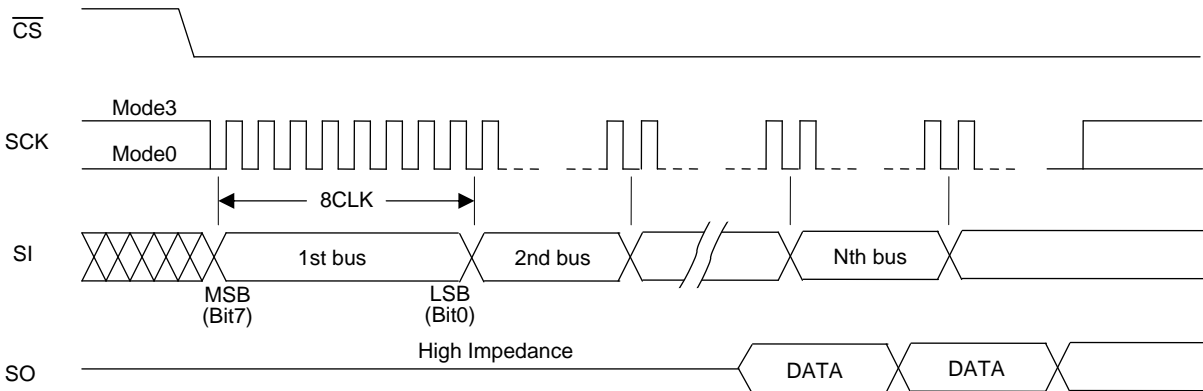 CS
Mode3
SCK
Mode0
8CLK
SI
1st bus
2nd bus
Nth bus
MSB
(Bit7)
LSB
(Bit0)
High Impedance
SO
DATA
DATA